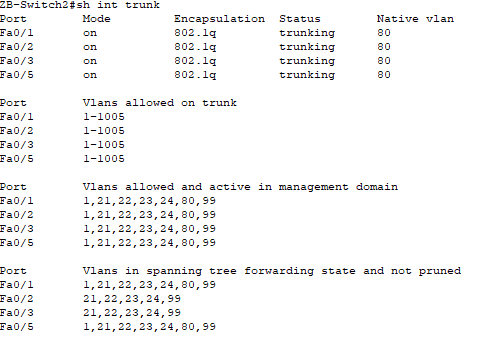 ZB-Switch2#sh int trunk
Port Mode Encapsulation Status Native vlan
Fa0/1 on 802.1q trunking 80
Fa0/2 on 802.1q trunking 80
Fa0/3 on 802.1q trunking 80
Fa0/5 on 802.1q trunking 80
Port Vlans allowed on trunk
Fa0/1 1-1005
Fa0/2 1-1005
Fa0/3 1-1005
Fa0/5 1-1005
Port Vlans allowed and active in management domain
Fa0/1 1,21,22,23,24,80,99
Fa0/2 1,21,22,23,24,80,99
Fa0/3 1,21,22,23,24,80,99
Fa0/5 1,21,22,23,24,80,99
Port Vlans in spanning tree forwarding state and not pruned
Fa0/1 1,21,22,23,24,80,99
Fa0/2 21,22,23,24,99
Fa0/3 21,22,23,24,99
Fa0/5 1,21,22,23,24,80,99